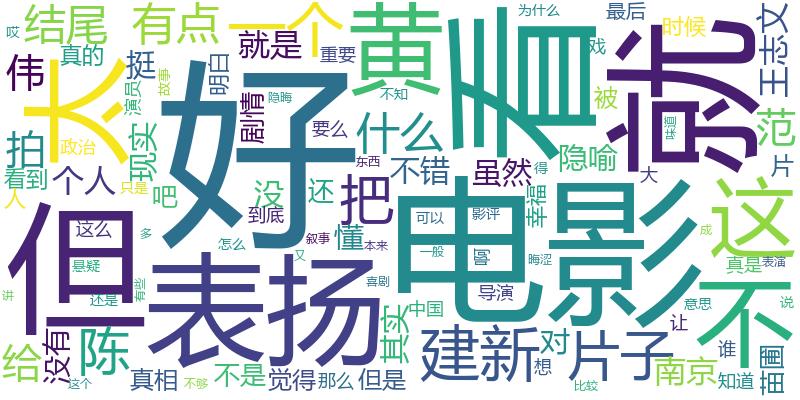 结尾
有点
一个
黄
看
就
为什么
最后
时候
王志文
哎
真的
挺
明白
就是
重要
戏
伟
太
好
演员
故事
隐晦
不知
被
范
味道
片
拍
政治
现实
剧情
要么
什么
不错
虽然
隐喻
看到
个人
人
只是
吧
没
还
把
东西
得
大
但
这么
多
到底
懂
可以
影评
幸福
电影
这
不
成
怎么
叙事
本来
又
一般
晦涩
真是
表演
悬疑
还是
有些
讲
表扬
喜剧
导演
中国
意思
说
给
没有
陈
其实
建新
对
片子
让
谁
南京
苗圃
知道
想
真相
不是
觉得
那么
但是
这个
不够
比较